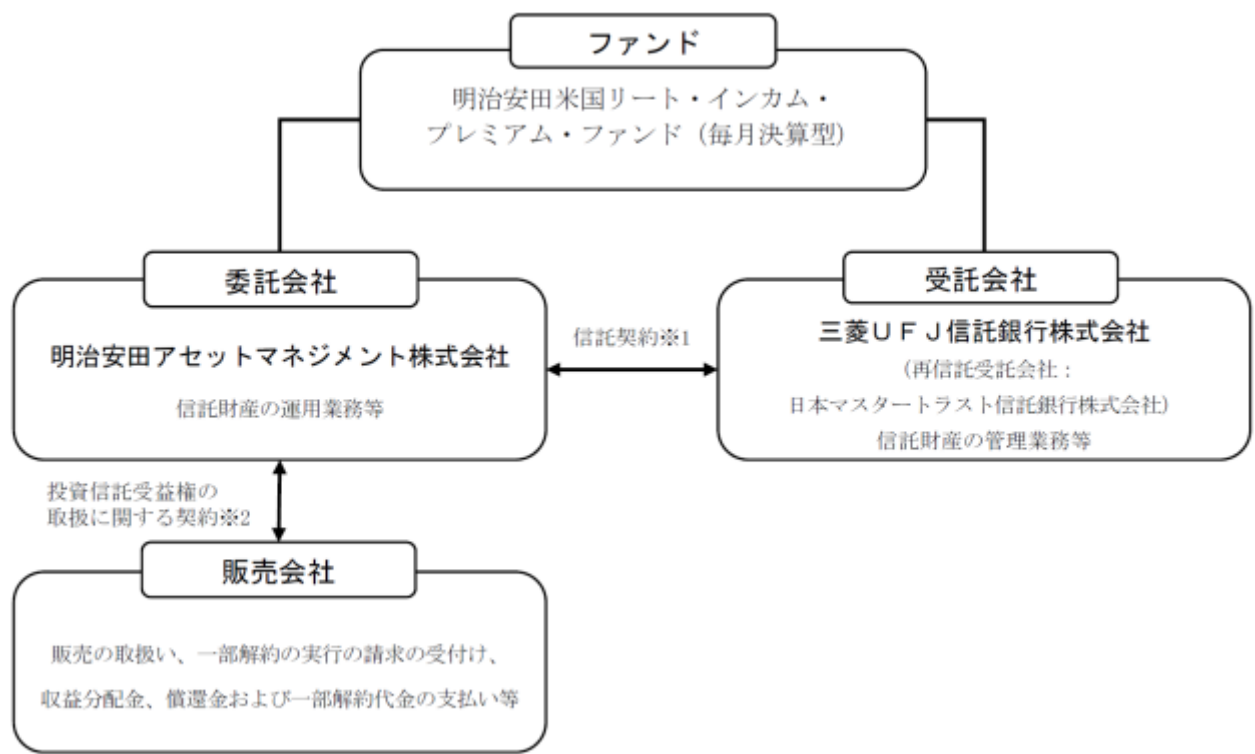 ファンド
明治安田米国リート・インカム・
プレミアム・ファンド（毎月決算型）
委託会社
明治安田アセットマネジメント株式会社
信託財産の運用業務等
信託契約※1
受託会社
三菱ＵＦＪ信託銀行株式会社
（再信託受託会社：
日本マスタートラスト信託銀行株式会社）
信託財産の管理業務等
投資信託受益権の
取扱に関する契約※2
販売会社
販売の取扱い、一部解約の実行の請求の受付け、
収益分配金、償還金および一部解約代金の支払い等